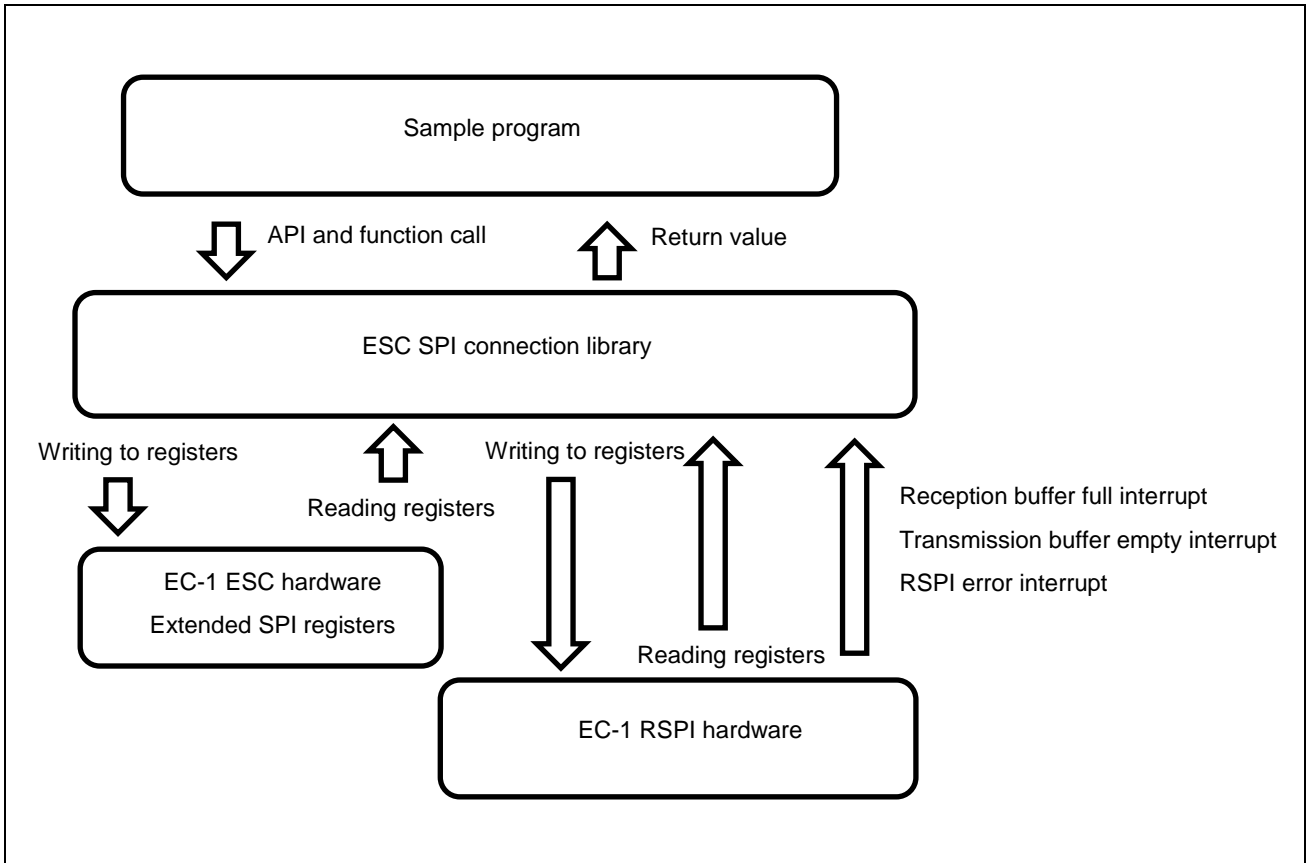 Sample program
API and function call
Return value
ESC SPI connection library
Writing to registers
Reading registers
Writing to registers
Reception buffer full interrupt
Transmission buffer empty interrupt
RSPI error interrupt
EC-1 ESC hardware
Extended SPI registers
Reading registers
EC-1 RSPI hardware